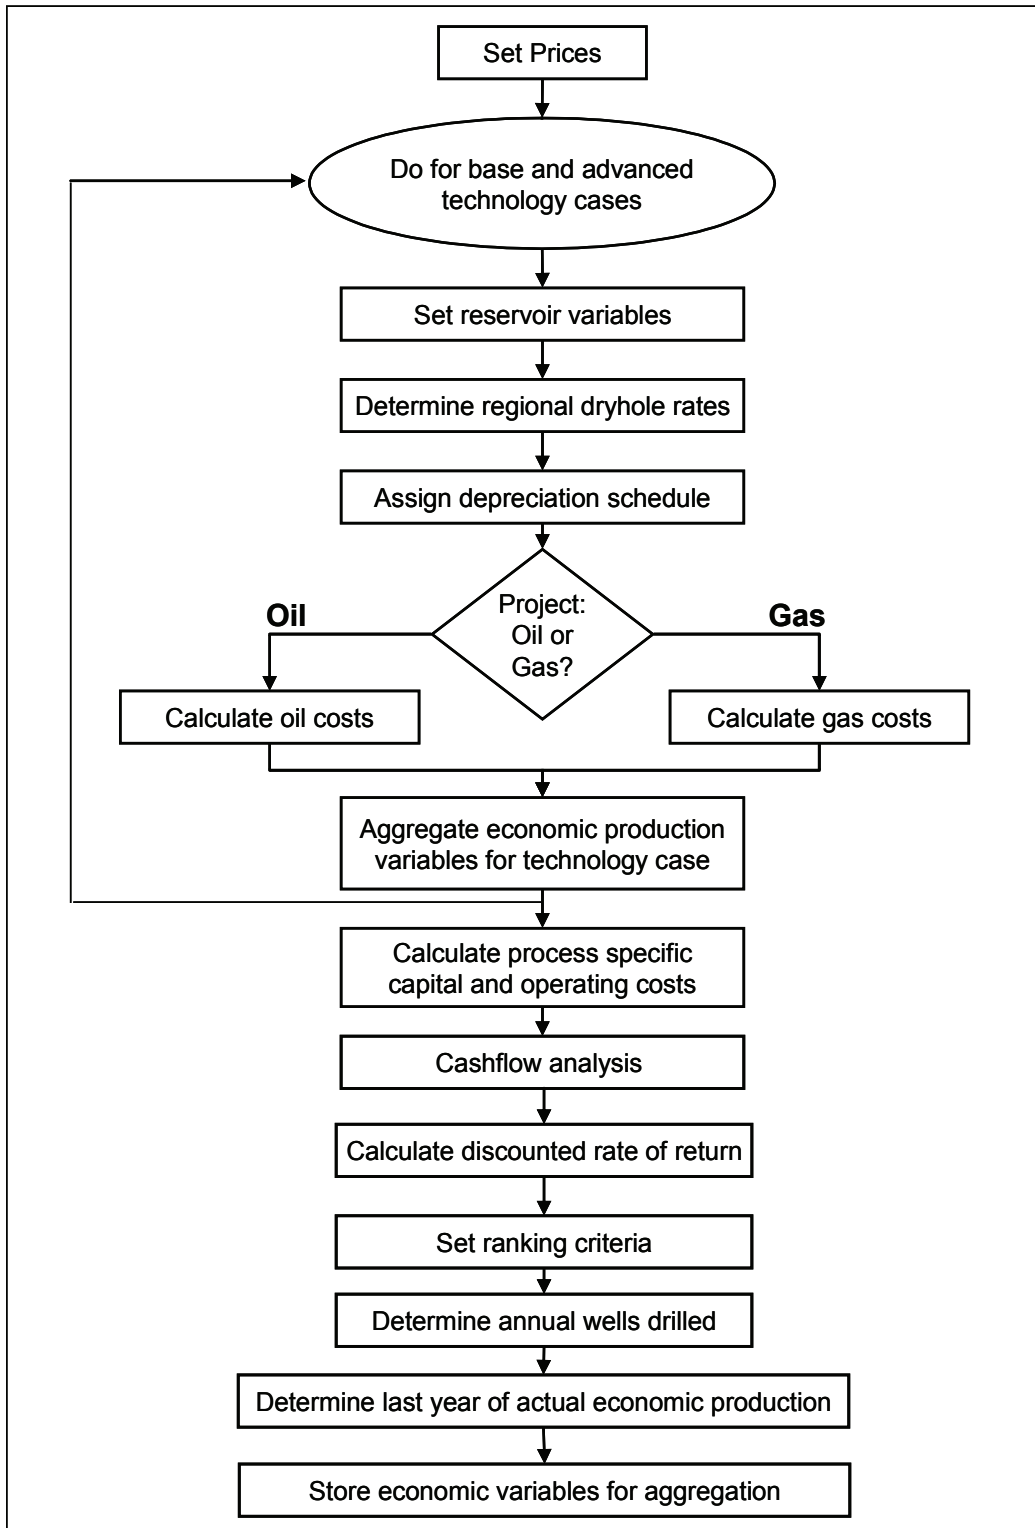 Set Prices
Do for base and advanced
technology cases
Set reservoir variables
Determine regional dryhole rates
Assign depreciation schedule
Project:
Oil or
Gas?
Oil
Gas
Calculate oil costs
Calculate gas costs
Aggregate economic production
variables for technology case
Calculate process specific
capital and operating costs
Cashflow analysis
Calculate discounted rate of return
Set ranking criteria
Determine annual wells drilled
Determine last year of actual economic production
Store economic variables for aggregation